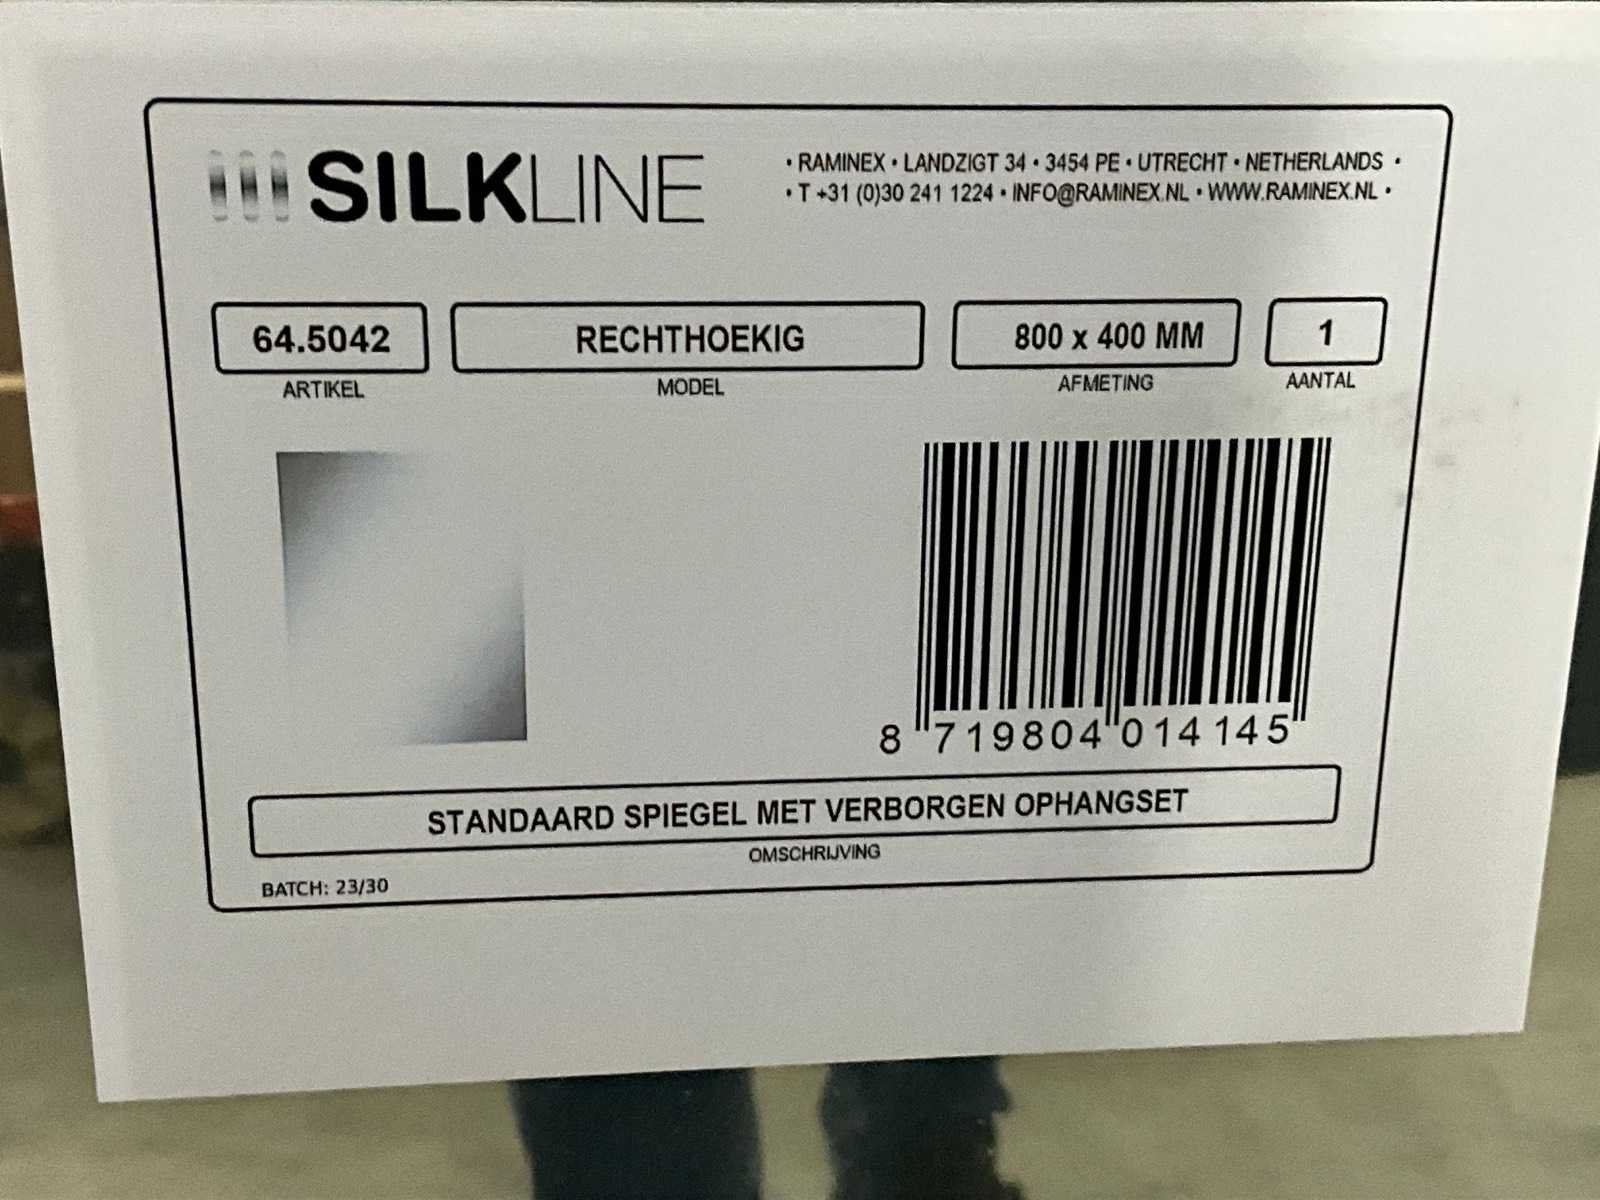 SILKLINE
• RAMINEX • LANDZIGT 34 • 3454 PE • UTRECHT • NETHERLANDS •
• T +31 (0)30 241 1224 • INFO@RAMINEX.NL • WWW.RAMINEX.NL •
64.5042 RECHTHOEKIG 800 x 400 MM 1
ARTIKEL MODEL AFMETING AANTAL
8 719804 014145
STANDAARD SPIEGEL MET VERBORGEN OPHANGSET
OMSCHRIJVING
BATCH: 23/30